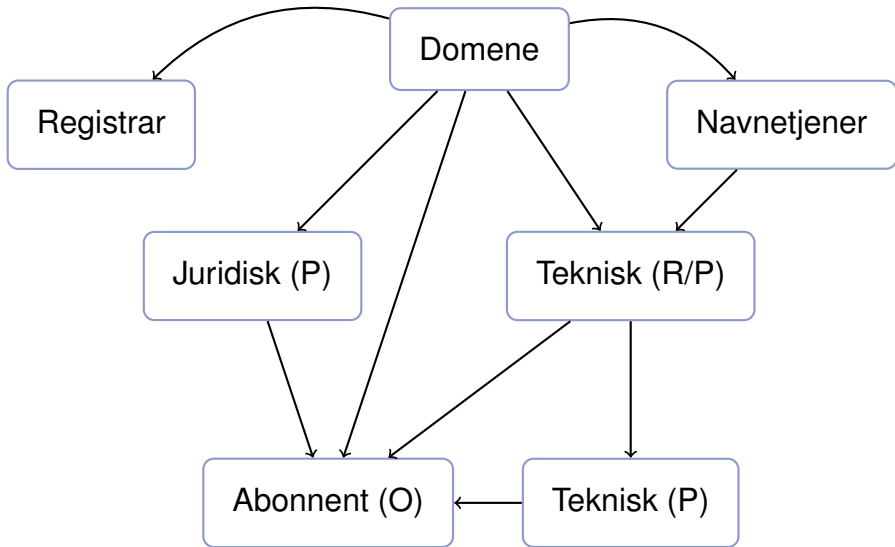 Domene
Registrar
Navnetjener
Juridisk (P)
Teknisk (R/P)
Abonnent (O)
Teknisk (P)